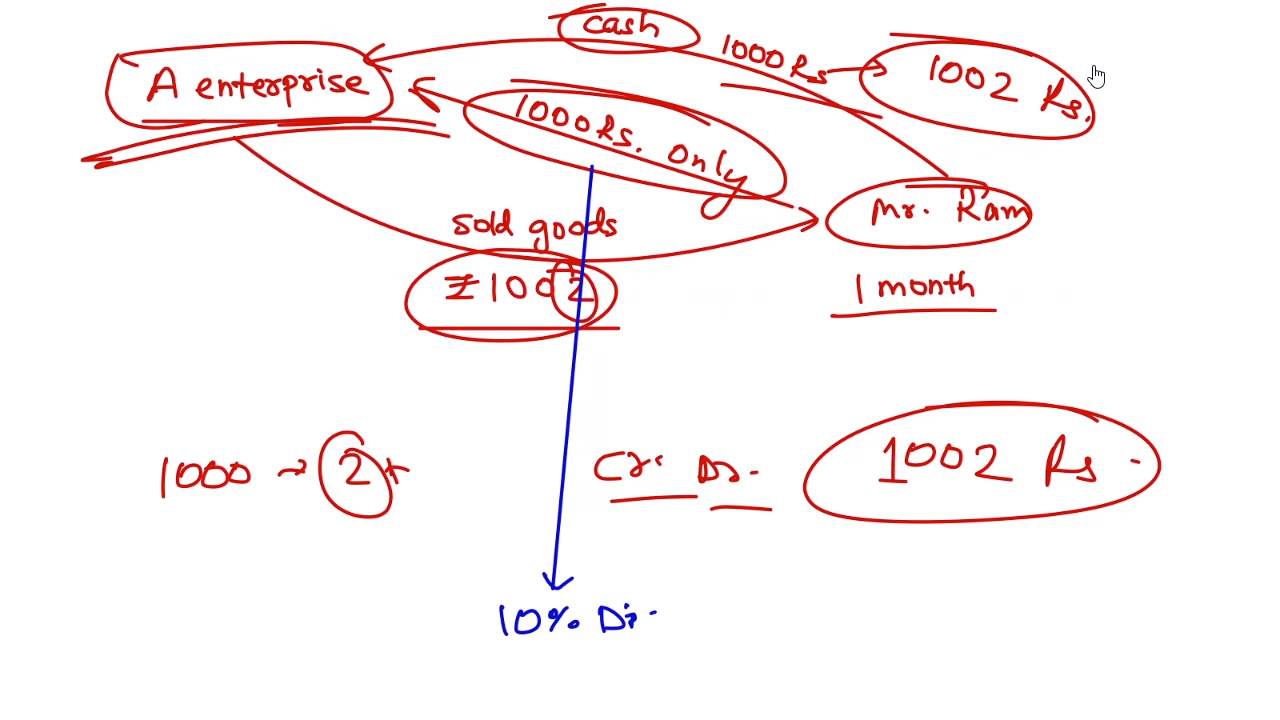 cash
1000 Rs
1002 Rs.
A enterprise
1000 Rs. only
Mr. Ram
sold goods
₹1002
1 month
1000 → 2
Cr. Dr.
1002 Rs.
10%